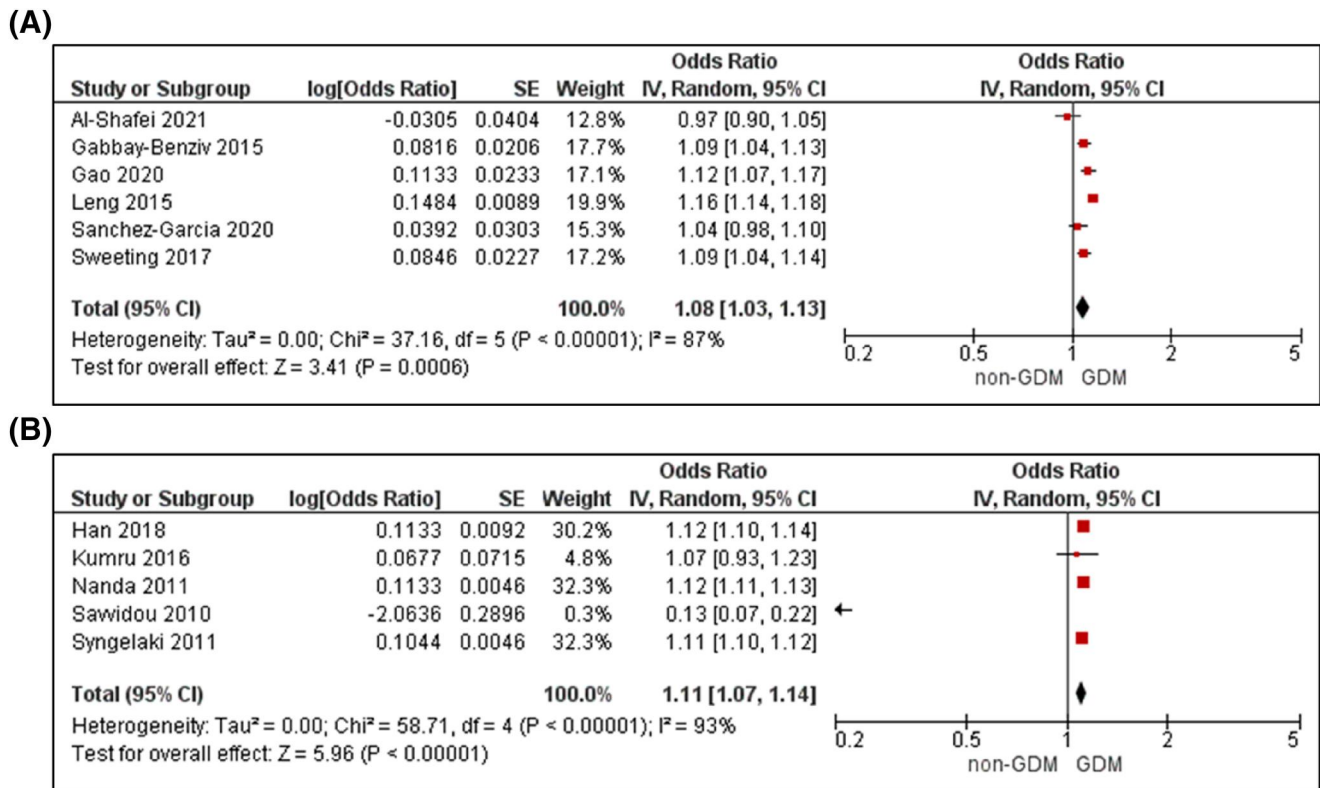 (A)
Odds Ratio Odds Ratio
Study or Subgroup log[Odds Ratio] SE Weight IV, Random, 95% CI IV, Random, 95% CI
Al-Shafei 2021 -0.0305 0.0404 12.8% 0.97 [0.90, 1.05]
Gabbay-Benziv 2015 0.0816 0.0206 17.7% 1.09 [1.04, 1.13]
Gao 2020 0.1133 0.0233 17.1% 1.12 [1.07, 1.17]
Leng 2015 0.1484 0.0089 19.9% 1.16 [1.14, 1.18]
Sanchez-Garcia 2020 0.0392 0.0303 15.3% 1.04 [0.98, 1.10]
Sweeting 2017 0.0846 0.0227 17.2% 1.09 [1.04, 1.14]
Total (95% CI) 100.0% 1.08 [1.03, 1.13]
Heterogeneity: Tau² = 0.00; Chi² = 37.16, df = 5 (P < 0.00001); I² = 87%
Test for overall effect: Z = 3.41 (P = 0.0006)
0.2 0.5 1 2 5
non-GDM GDM
(B)
Odds Ratio Odds Ratio
Study or Subgroup log[Odds Ratio] SE Weight IV, Random, 95% CI IV, Random, 95% CI
Han 2018 0.1133 0.0092 30.2% 1.12 [1.10, 1.14]
Kumru 2016 0.0677 0.0715 4.8% 1.07 [0.93, 1.23]
Nanda 2011 0.1133 0.0046 32.3% 1.12 [1.11, 1.13]
Sawidou 2010 -2.0636 0.2896 0.3% 0.13 [0.07, 0.22]
Syngelaki 2011 0.1044 0.0046 32.3% 1.11 [1.10, 1.12]
Total (95% CI) 100.0% 1.11 [1.07, 1.14]
Heterogeneity: Tau² = 0.00; Chi² = 58.71, df = 4 (P < 0.00001); I² = 93%
Test for overall effect: Z = 5.96 (P < 0.00001)
0.2 0.5 1 2 5
non-GDM GDM